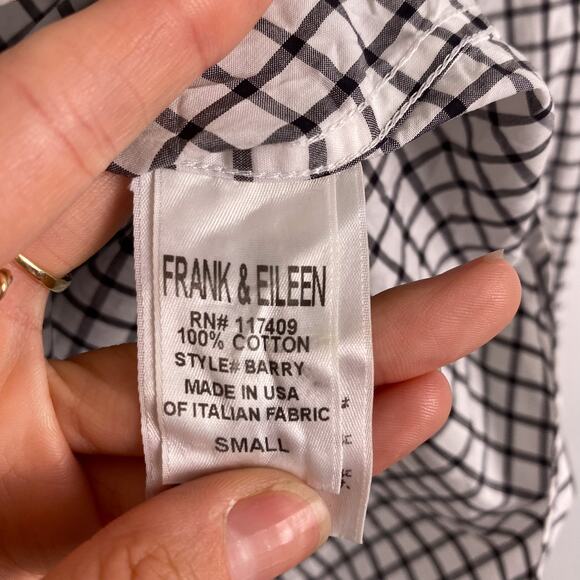 FRANK & EILEEN
RN# 117409
100% COTTON
STYLE# BARRY
MADE IN USA
OF ITALIAN FABRIC
SMALL